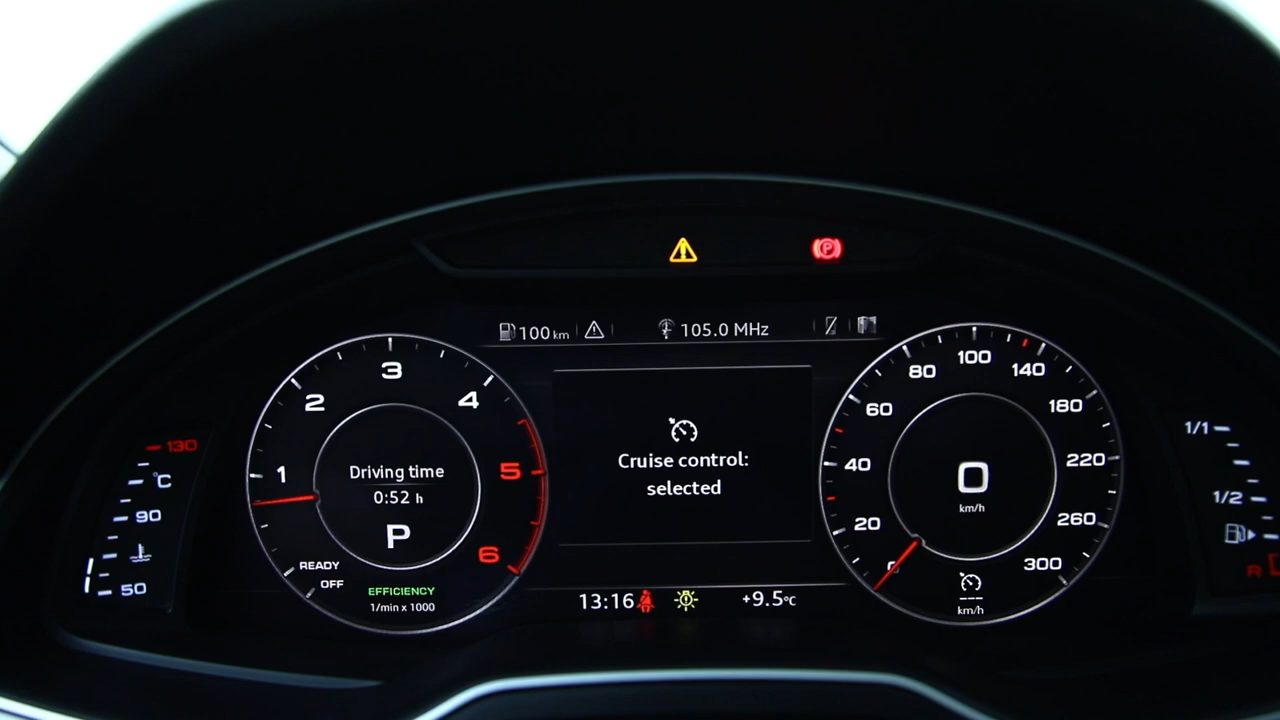 100 km
105.0 MHz
130
°C
90
50
1
2
3
4
5
6
Driving time
0:52 h
P
READY
OFF
EFFICIENCY
1/min x 1000
Cruise control:
selected
13:16
+9.5°C
20
40
60
80
100
140
180
220
260
300
0
km/h
---
km/h
1/1
1/2
R